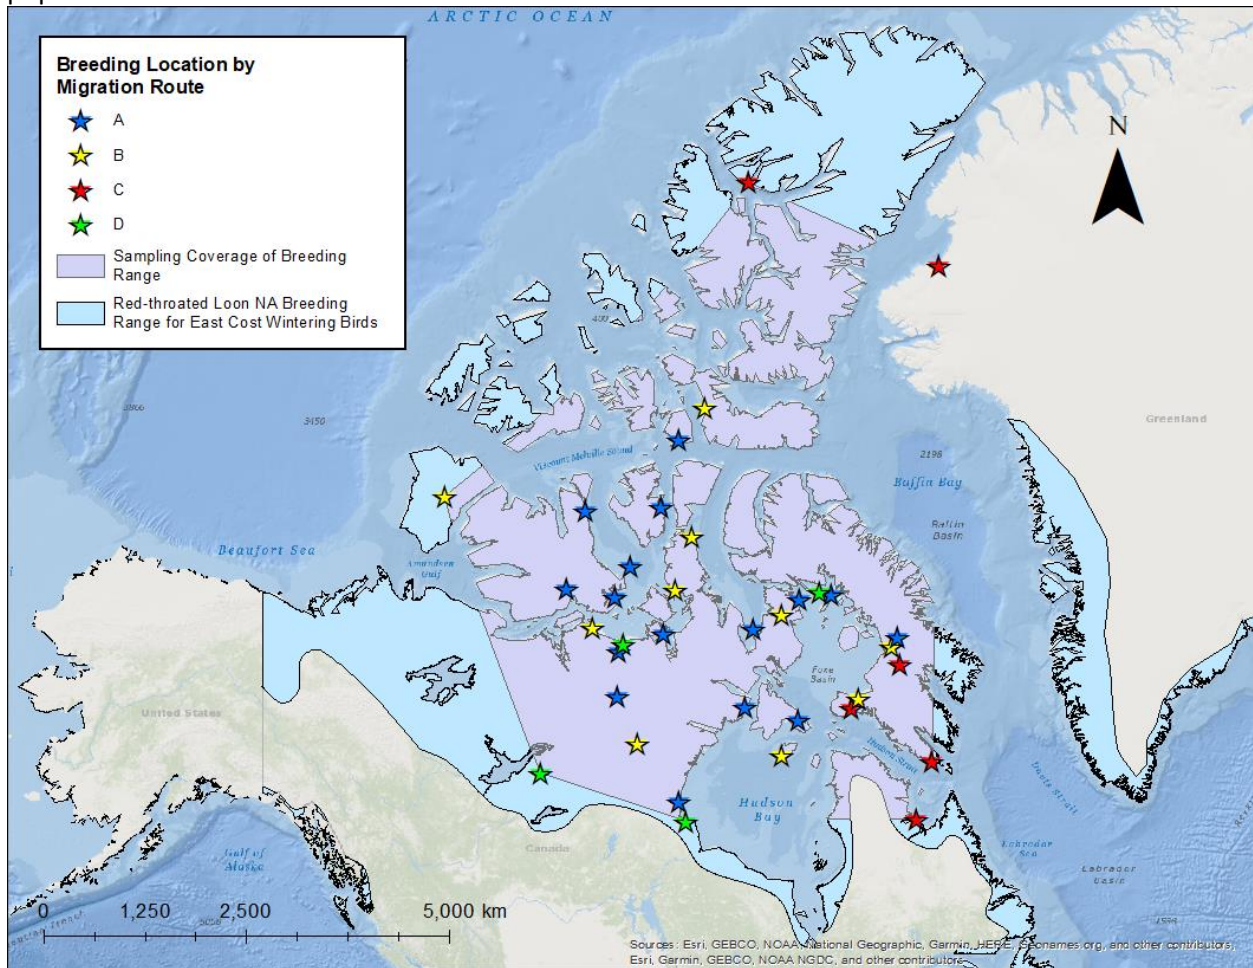 ARCTIC OCEAN
Breeding Location by
Migration Route
A
B
C
D
Sampling Coverage of Breeding
Range
Red-throated Loon NA Breeding
Range for East Cost Wintering Birds
N
Greenland
3866
3450
Viscount Melville Sound
2198
Baffin Bay
Baffin
Basin
Beaufort Sea
Amundsen
Gulf
Foxe
Basin
United States
Hudson Strait
Davis Strait
Hudson
Bay
Canada
Gulf of
Alaska
Labrador
Sea
Labrador
Basin
0 1,250 2,500 5,000 km
Sources: Esri, GEBCO, NOAA, National Geographic, Garmin, HERE, Geonames.org, and other contributors,
Esri, Garmin, GEBCO, NOAA NGDC, and other contributors